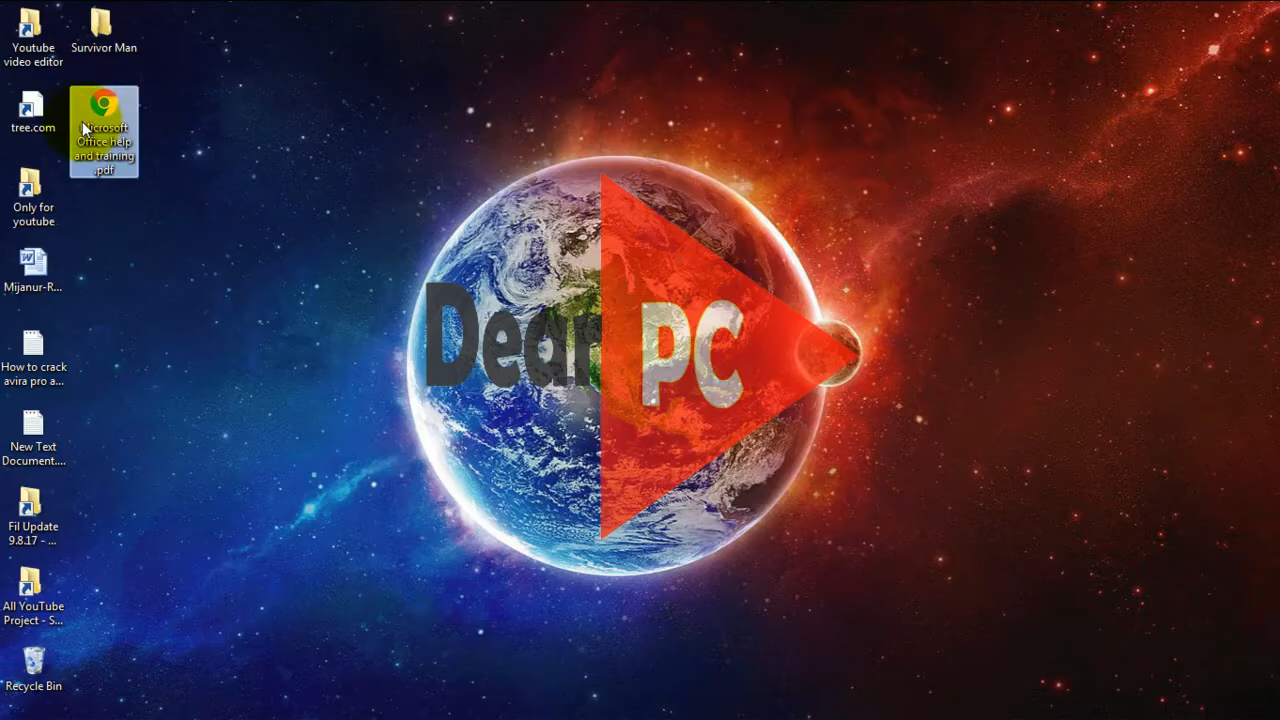 Youtube
video editor
Survivor Man
tree.com
Microsoft
Office help
and training
.pdf
Only for
youtube
Mijanur-R...
How to crack
avira pro a...
New Text
Document....
Fil Update
9.8.17 - ...
All YouTube
Project - S...
Recycle Bin
Dear PC